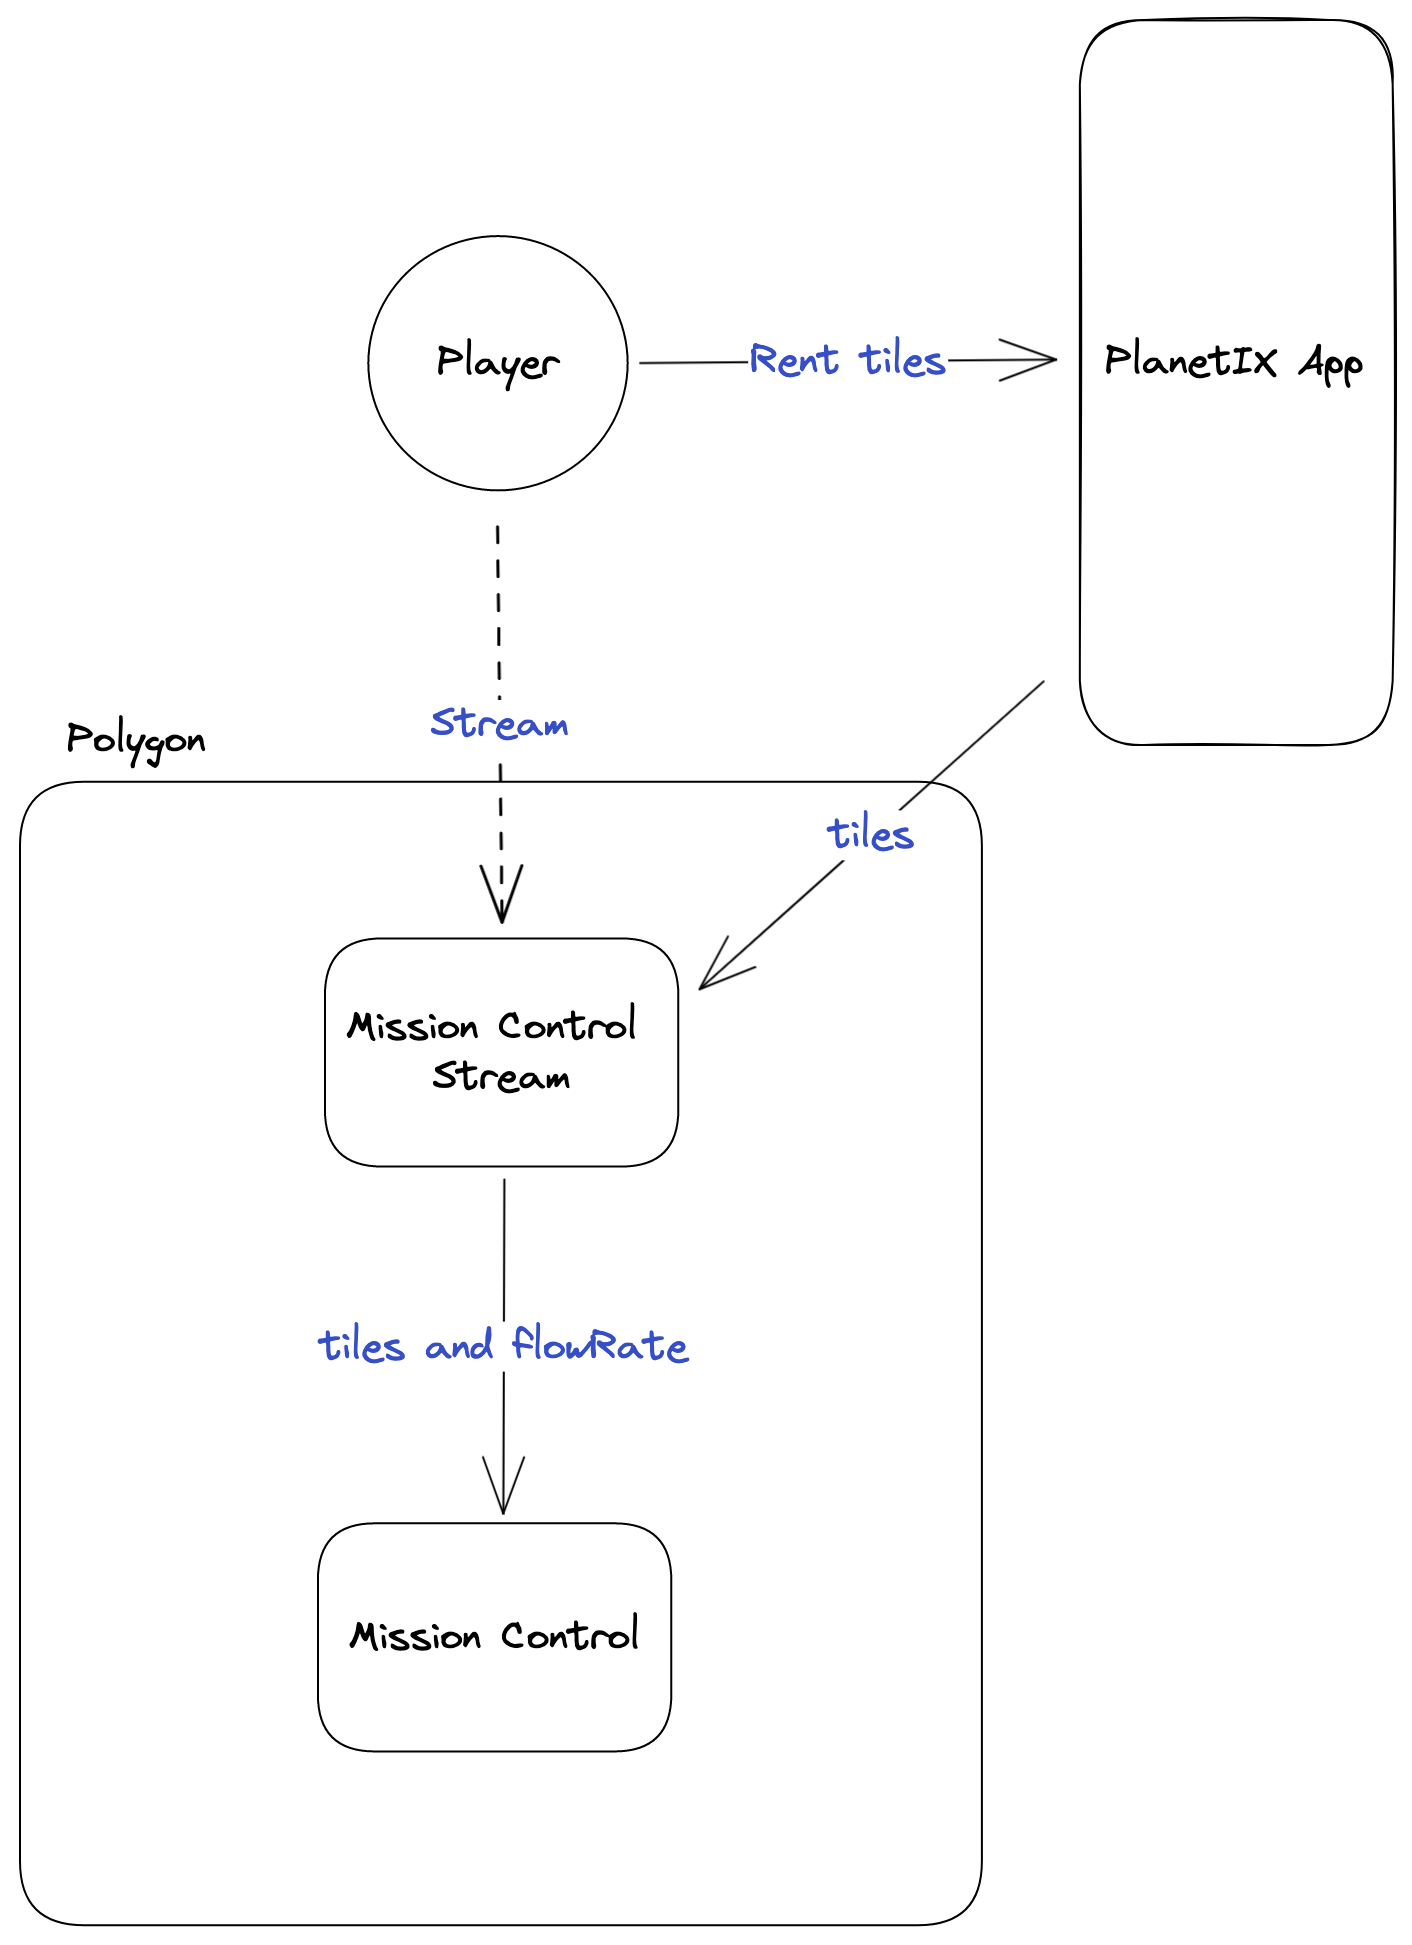 Player
Rent tiles
PlanetIX App
Stream
Polygon
tiles
Mission Control
Stream
tiles and flowRate
Mission Control